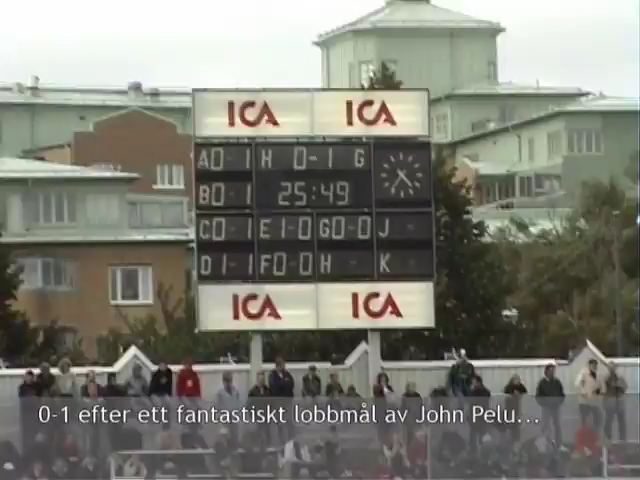 ICA ICA
A0-1 H 0-1 G
B0-1 25:49
C0-1 E1-0 G0-0 J -
D1-1 F0-0 H - K -
ICA ICA
0-1 efter ett fantastiskt lobbmål av John Pelu...